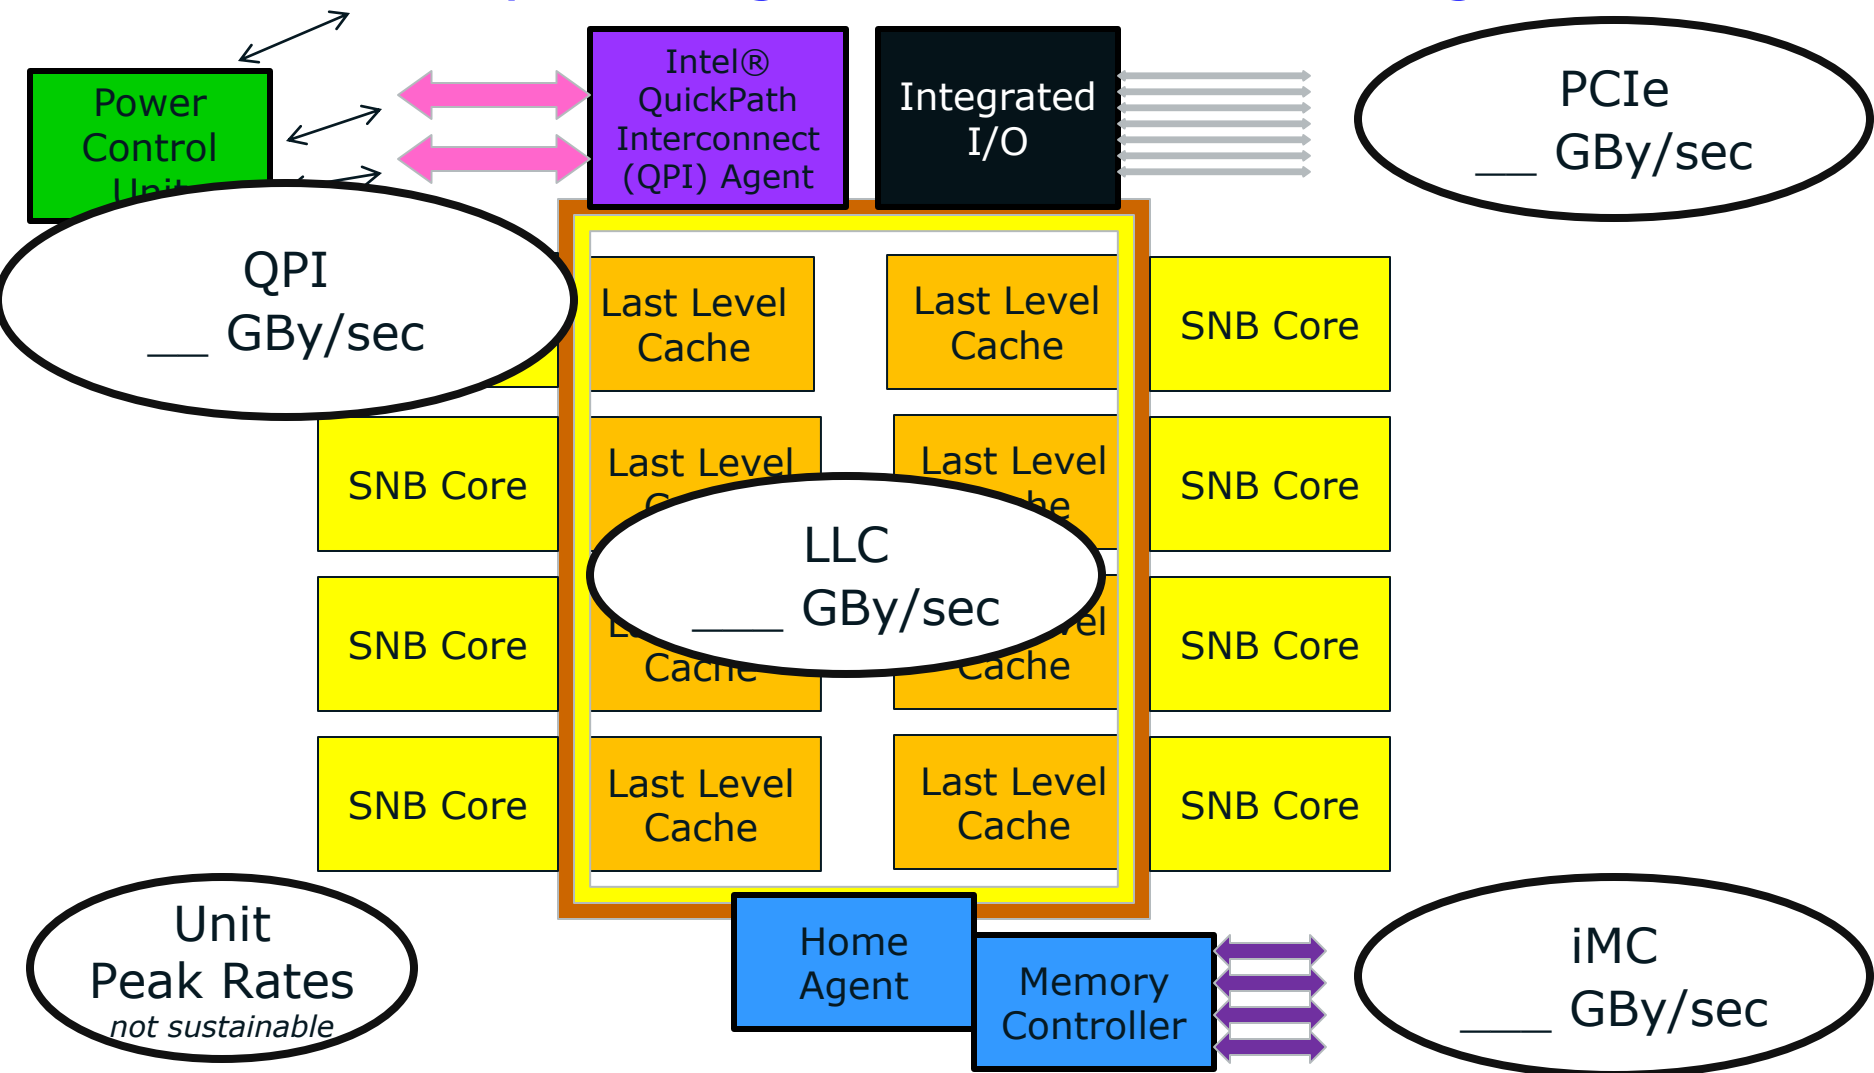 Power
Control
Unit
Intel®
QuickPath
Interconnect
(QPI) Agent
Integrated
I/O
PCIe
__ GBy/sec
QPI
__ GBy/sec
Last Level
Cache
Last Level
Cache
SNB Core
SNB Core
Last Level
Last Level
SNB Core
LLC
___ GBy/sec
SNB Core
Cache
Cache
SNB Core
SNB Core
Last Level
Cache
Last Level
Cache
SNB Core
Unit
Peak Rates
not sustainable
Home
Agent
Memory
Controller
iMC
___ GBy/sec